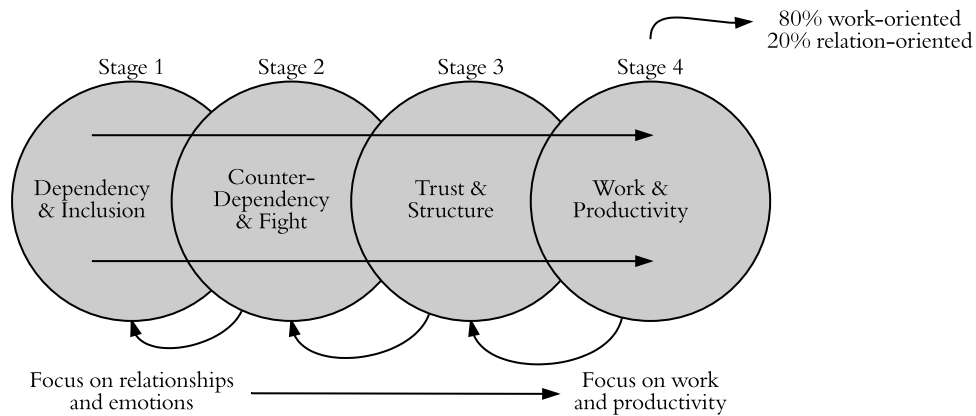 80% work-oriented
20% relation-oriented
Stage 1
Stage 2
Stage 3
Stage 4
Dependency
& Inclusion
Counter-
Dependency
& Fight
Trust &
Structure
Work &
Productivity
Focus on relationships
and emotions
Focus on work
and productivity